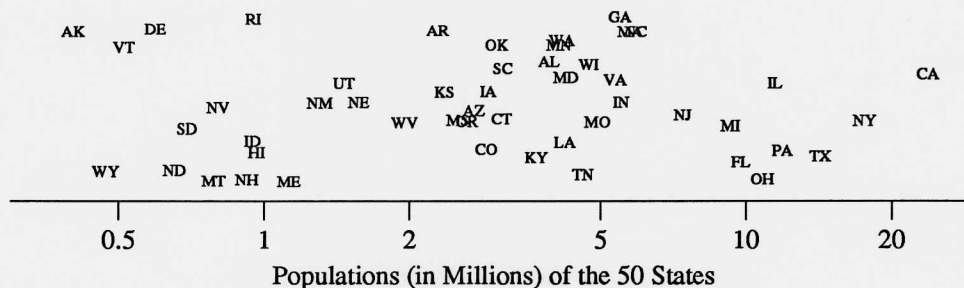 RI GA
AK DE AR NC
VT OK WA MN
AL WI
SC
UT MD VA IL CA
KS IA
NM NE IN
NV AZ
WV MS OR CT MO NJ NY
SD MI
ID LA
HI CO PA
KY FL TX
WY ND TN
MT NH ME OH
0.5 1 2 5 10 20
Populations (in Millions) of the 50 States